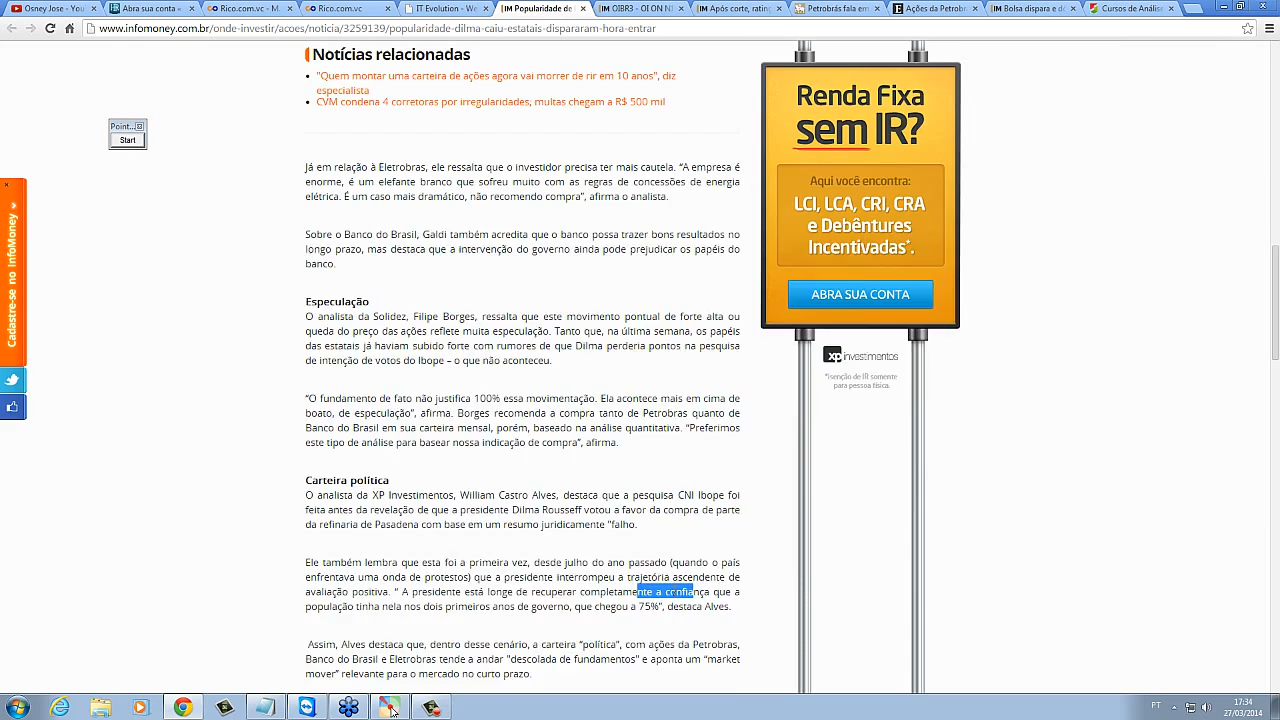 Osney Jose - You
Abra sua conta «
Rico.com.vc - M
Rico.com.vc
IT Evolution - We
Popularidade de
OIBR3 - OI ON N
Após corte, rating
Petrobrás fala em
Ações da Petrob
Bolsa dispara e d
Cursos de Anális
www.infomoney.com.br/onde-investir/acoes/noticia/3259139/popularidade-dilma-caiu-estatais-dispararam-hora-entrar
Notícias relacionadas
"Quem montar uma carteira de ações agora vai morrer de rir em 10 anos", diz
especialista
CVM condena 4 corretoras por irregularidades, multas chegam a R$ 500 mil
Point...
Start
Cadastre-se no InfoMoney
Já em relação à Eletrobras, ele ressalta que o investidor precisa ter mais cautela. “A empresa é
enorme, é um elefante branco que sofreu muito com as regras de concessões de energia
elétrica. É um caso mais dramático, não recomendo compra”, afirma o analista.
Sobre o Banco do Brasil, Galdi também acredita que o banco possa trazer bons resultados no
longo prazo, mas destaca que a intervenção do governo ainda pode prejudicar os papéis do
banco.
Especulação
O analista da Solidez, Filipe Borges, ressalta que este movimento pontual de forte alta ou
queda do preço das ações reflete muita especulação. Tanto que, na última semana, os papéis
das estatais já haviam subido forte com rumores de que Dilma perderia pontos na pesquisa
de intenção de votos do Ibope – o que não aconteceu.
“O fundamento de fato não justifica 100% essa movimentação. Ela acontece mais em cima de
boato, de especulação”, afirma. Borges recomenda a compra tanto de Petrobras quanto de
Banco do Brasil em sua carteira mensal, porém, baseado na análise quantitativa. “Preferimos
este tipo de análise para basear nossa indicação de compra”, afirma.
Carteira política
O analista da XP Investimentos, William Castro Alves, destaca que a pesquisa CNI Ibope foi
feita antes da revelação de que a presidente Dilma Rousseff votou a favor da compra de parte
da refinaria de Pasadena com base em um resumo juridicamente "falho.
Ele também lembra que esta foi a primeira vez, desde julho do ano passado (quando o país
enfrentava uma onda de protestos) que a presidente interrompeu a trajetória ascendente de
avaliação positiva. “ A presidente está longe de recuperar completamente a confiança que a
população tinha nela nos dois primeiros anos de governo, que chegou a 75%”, destaca Alves.
Assim, Alves destaca que, dentro desse cenário, a carteira “política”, com ações da Petrobras,
Banco do Brasil e Eletrobras tende a andar "descolada de fundamentos" e aponta um “market
mover” relevante para o mercado no curto prazo.
Renda Fixa
sem IR?
Aqui você encontra:
LCI, LCA, CRI, CRA
e Debêntures
Incentivadas*.
ABRA SUA CONTA
xp investimentos
*Isenção de IR somente
para pessoa física.
PT
17:34
27/03/2014